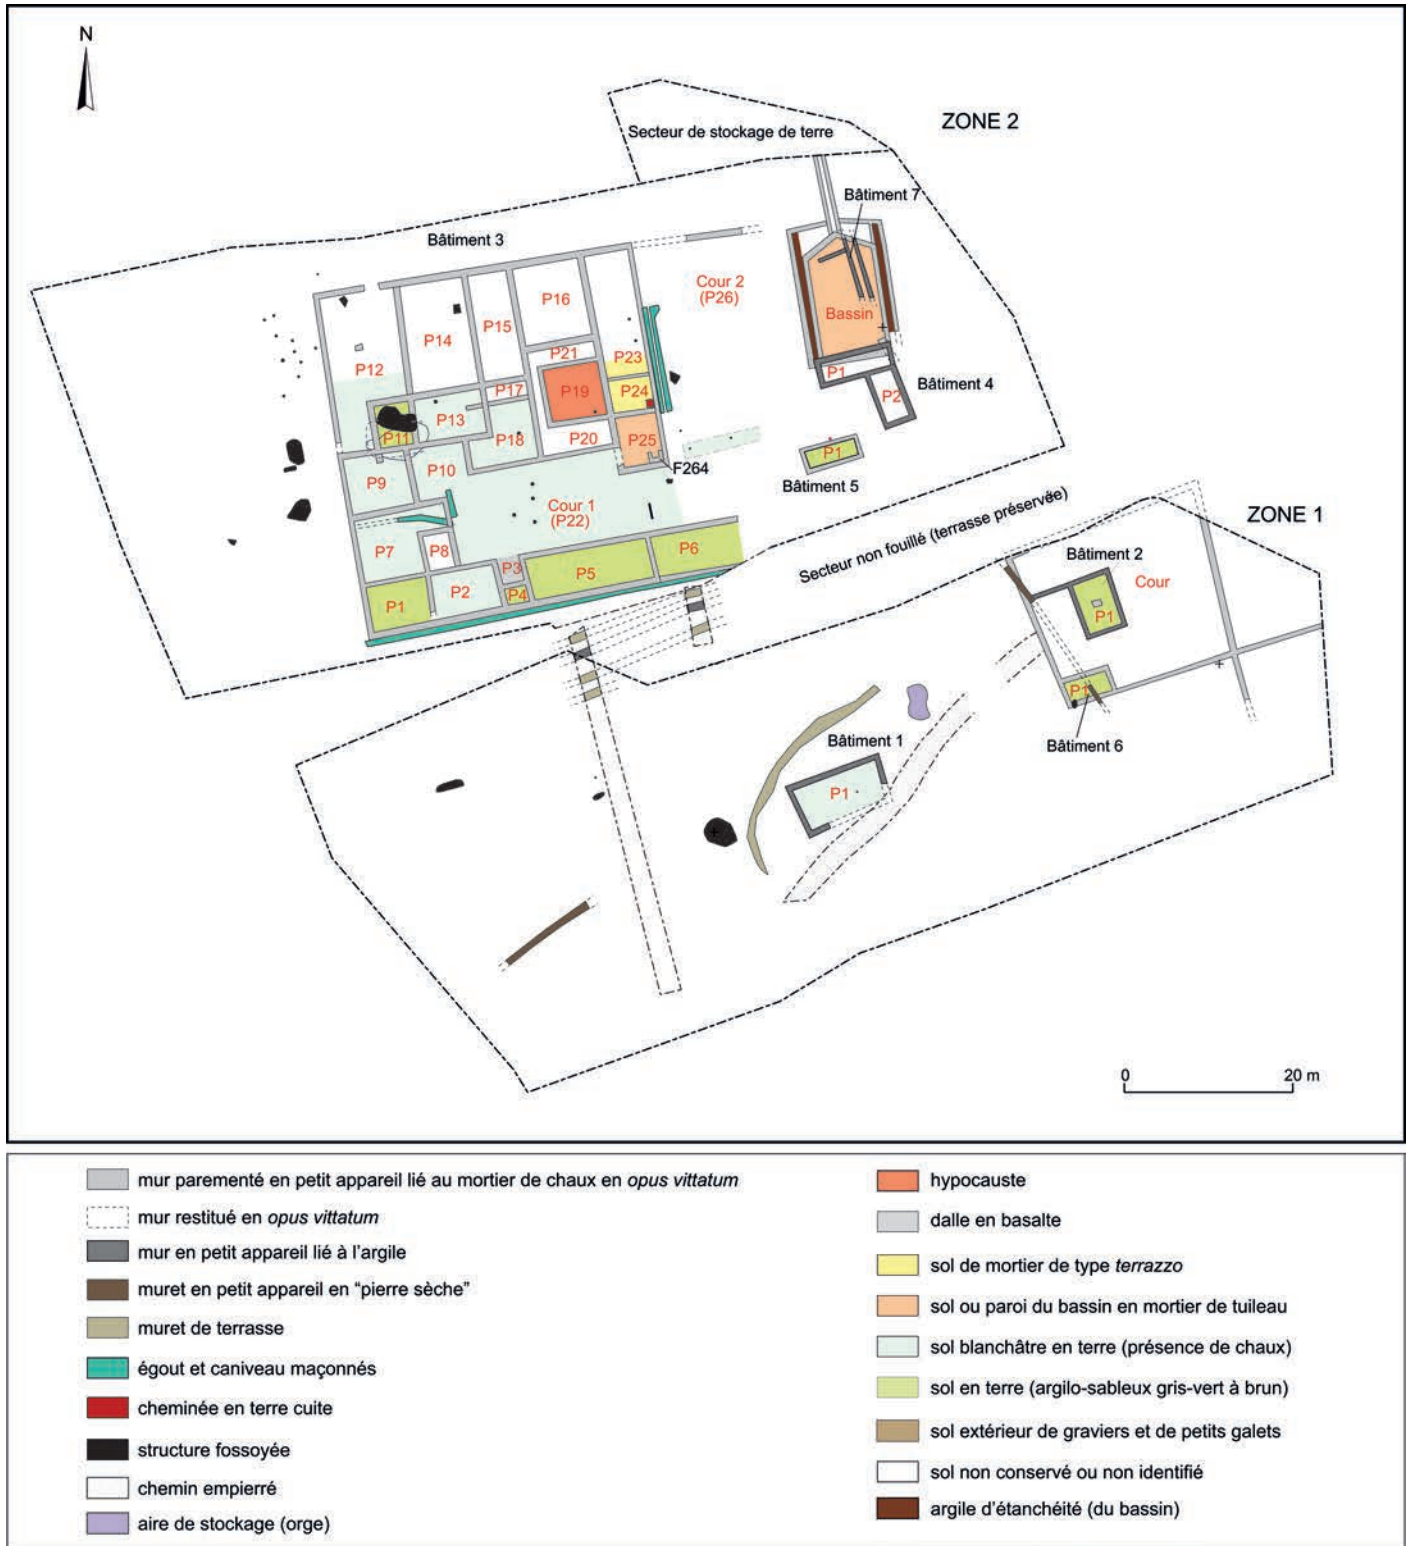 N
ZONE 2
Secteur de stockage de terre
Bâtiment 7
Bâtiment 3
Cour 2
(P26)
P16
P15
P14
P12
P21
P23
P17
P19
P24
P13
P11
P18
P20
P25
P10
P9
F264
Bassin
P1
P2
Bâtiment 4
P1
Bâtiment 5
Cour 1
(P22)
P7
P8
P3
P6
P5
P4
P2
P1
Secteur non fouillé (terrasse préservée)
ZONE 1
Bâtiment 2
Cour
P1
P1
Bâtiment 6
Bâtiment 1
P1
0 20 m
mur parementé en petit appareil lié au mortier de chaux en opus vittatum
mur restitué en opus vittatum
mur en petit appareil lié à l'argile
muret en petit appareil en “pierre sèche”
muret de terrasse
égout et caniveau maçonnés
cheminée en terre cuite
structure fossoyée
chemin empierré
aire de stockage (orge)
hypocauste
dalle en basalte
sol de mortier de type terrazzo
sol ou paroi du bassin en mortier de tuileau
sol blanchâtre en terre (présence de chaux)
sol en terre (argilo-sableux gris-vert à brun)
sol extérieur de graviers et de petits galets
sol non conservé ou non identifié
argile d'étanchéité (du bassin)